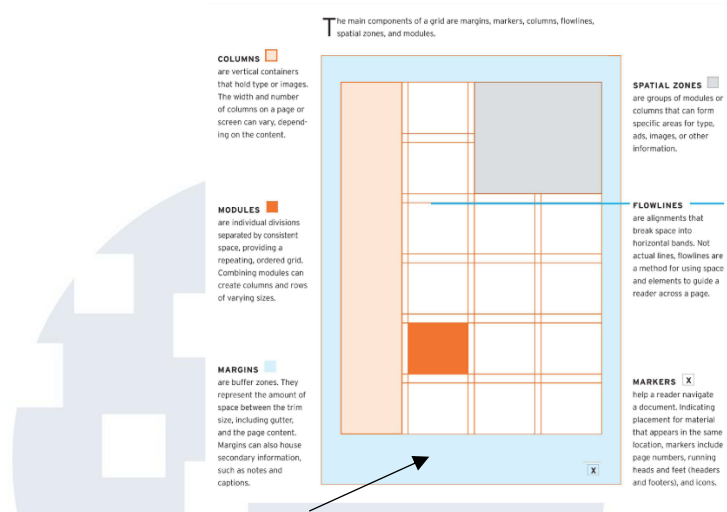 The main components of a grid are margins, markers, columns, flowlines,
spatial zones, and modules.
COLUMNS
are vertical containers
that hold type or images.
The width and number
of columns on a page or
screen can vary, depend-
ing on the content.
MODULES
are individual divisions
separated by consistent
space, providing a
repeating, ordered grid.
Combining modules can
create columns and rows
of varying sizes.
MARGINS
are buffer zones. They
represent the amount of
space between the trim
size, including gutter,
and the page content.
Margins can also house
secondary information,
such as notes and
captions.
X
SPATIAL ZONES
are groups of modules or
columns that can form
specific areas for type,
ads, images, or other
information.
FLOWLINES
are alignments that
break space into
horizontal bands. Not
actual lines, flowlines are
a method for using space
and elements to guide a
reader across a page.
MARKERS X
help a reader navigate
a document. Indicating
placement for material
that appears in the same
location, markers include
page numbers, running
heads and feet (headers
and footers), and icons.